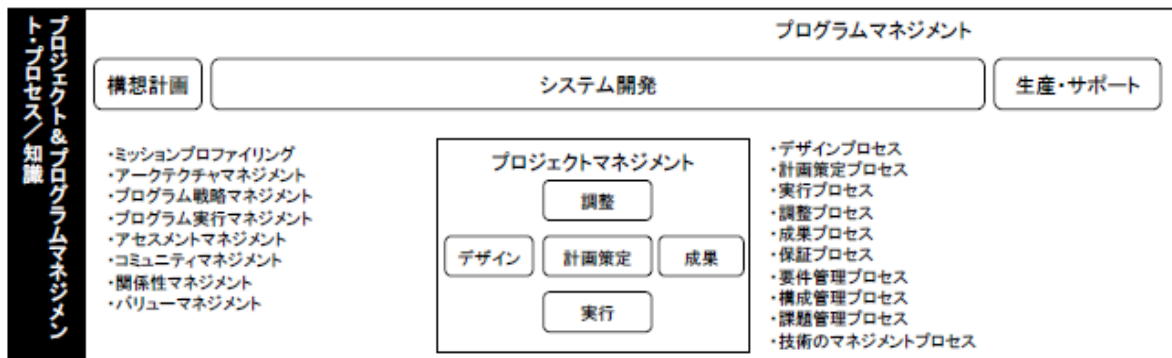 プロジェクト&プログラムマネジメン
ト・プロセス/知識
プログラムマネジメント
構想計画
システム開発
生産・サポート
・ミッションプロファイリング
・アークテクチャマネジメント
・プログラム戦略マネジメント
・プログラム実行マネジメント
・アセスメントマネジメント
・コミュニティマネジメント
・関係性マネジメント
・バリューマネジメント
プロジェクトマネジメント
調整
デザイン
計画策定
成果
実行
・デザインプロセス
・計画策定プロセス
・実行プロセス
・調整プロセス
・成果プロセス
・保証プロセス
・要件管理プロセス
・構成管理プロセス
・課題管理プロセス
・技術のマネジメントプロセス